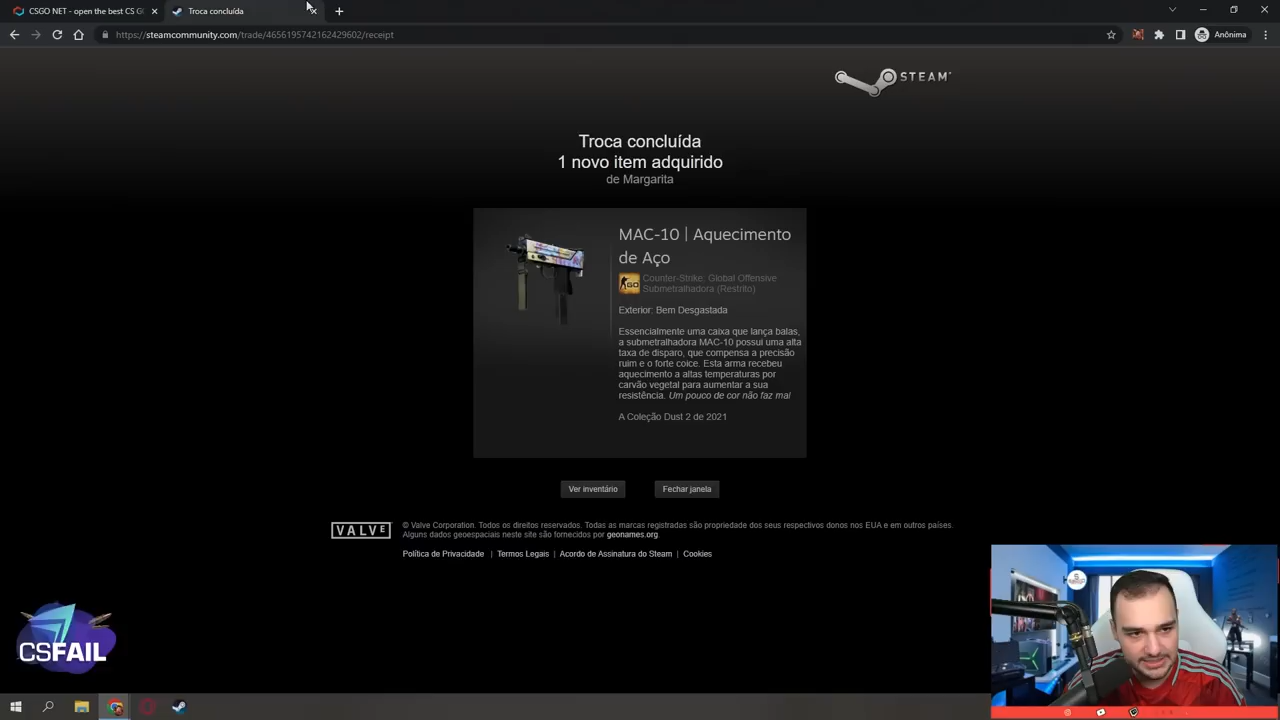 CSGO NET - open the best CS G
Troca concluída
https://steamcommunity.com/trade/4656195742162429602/receipt
Anônima
STEAM
Troca concluída
1 novo item adquirido
de Margarita
MAC-10 | Aquecimento
de Aço
Counter-Strike: Global Offensive
Submetralhadora (Restrito)
Exterior: Bem Desgastada
Essencialmente uma caixa que lança balas,
a submetralhadora MAC-10 possui uma alta
taxa de disparo, que compensa a precisão
ruim e o forte coice. Esta arma recebeu
aquecimento a altas temperaturas por
carvão vegetal para aumentar a sua
resistência. Um pouco de cor não faz mal
A Coleção Dust 2 de 2021
Ver inventário
Fechar janela
VALVE
© Valve Corporation. Todos os direitos reservados. Todas as marcas registradas são propriedade dos seus respectivos donos nos EUA e em outros países.
Alguns dados geoespaciais neste site são fornecidos por geonames.org.
Política de Privacidade | Termos Legais | Acordo de Assinatura do Steam | Cookies
CSFAIL